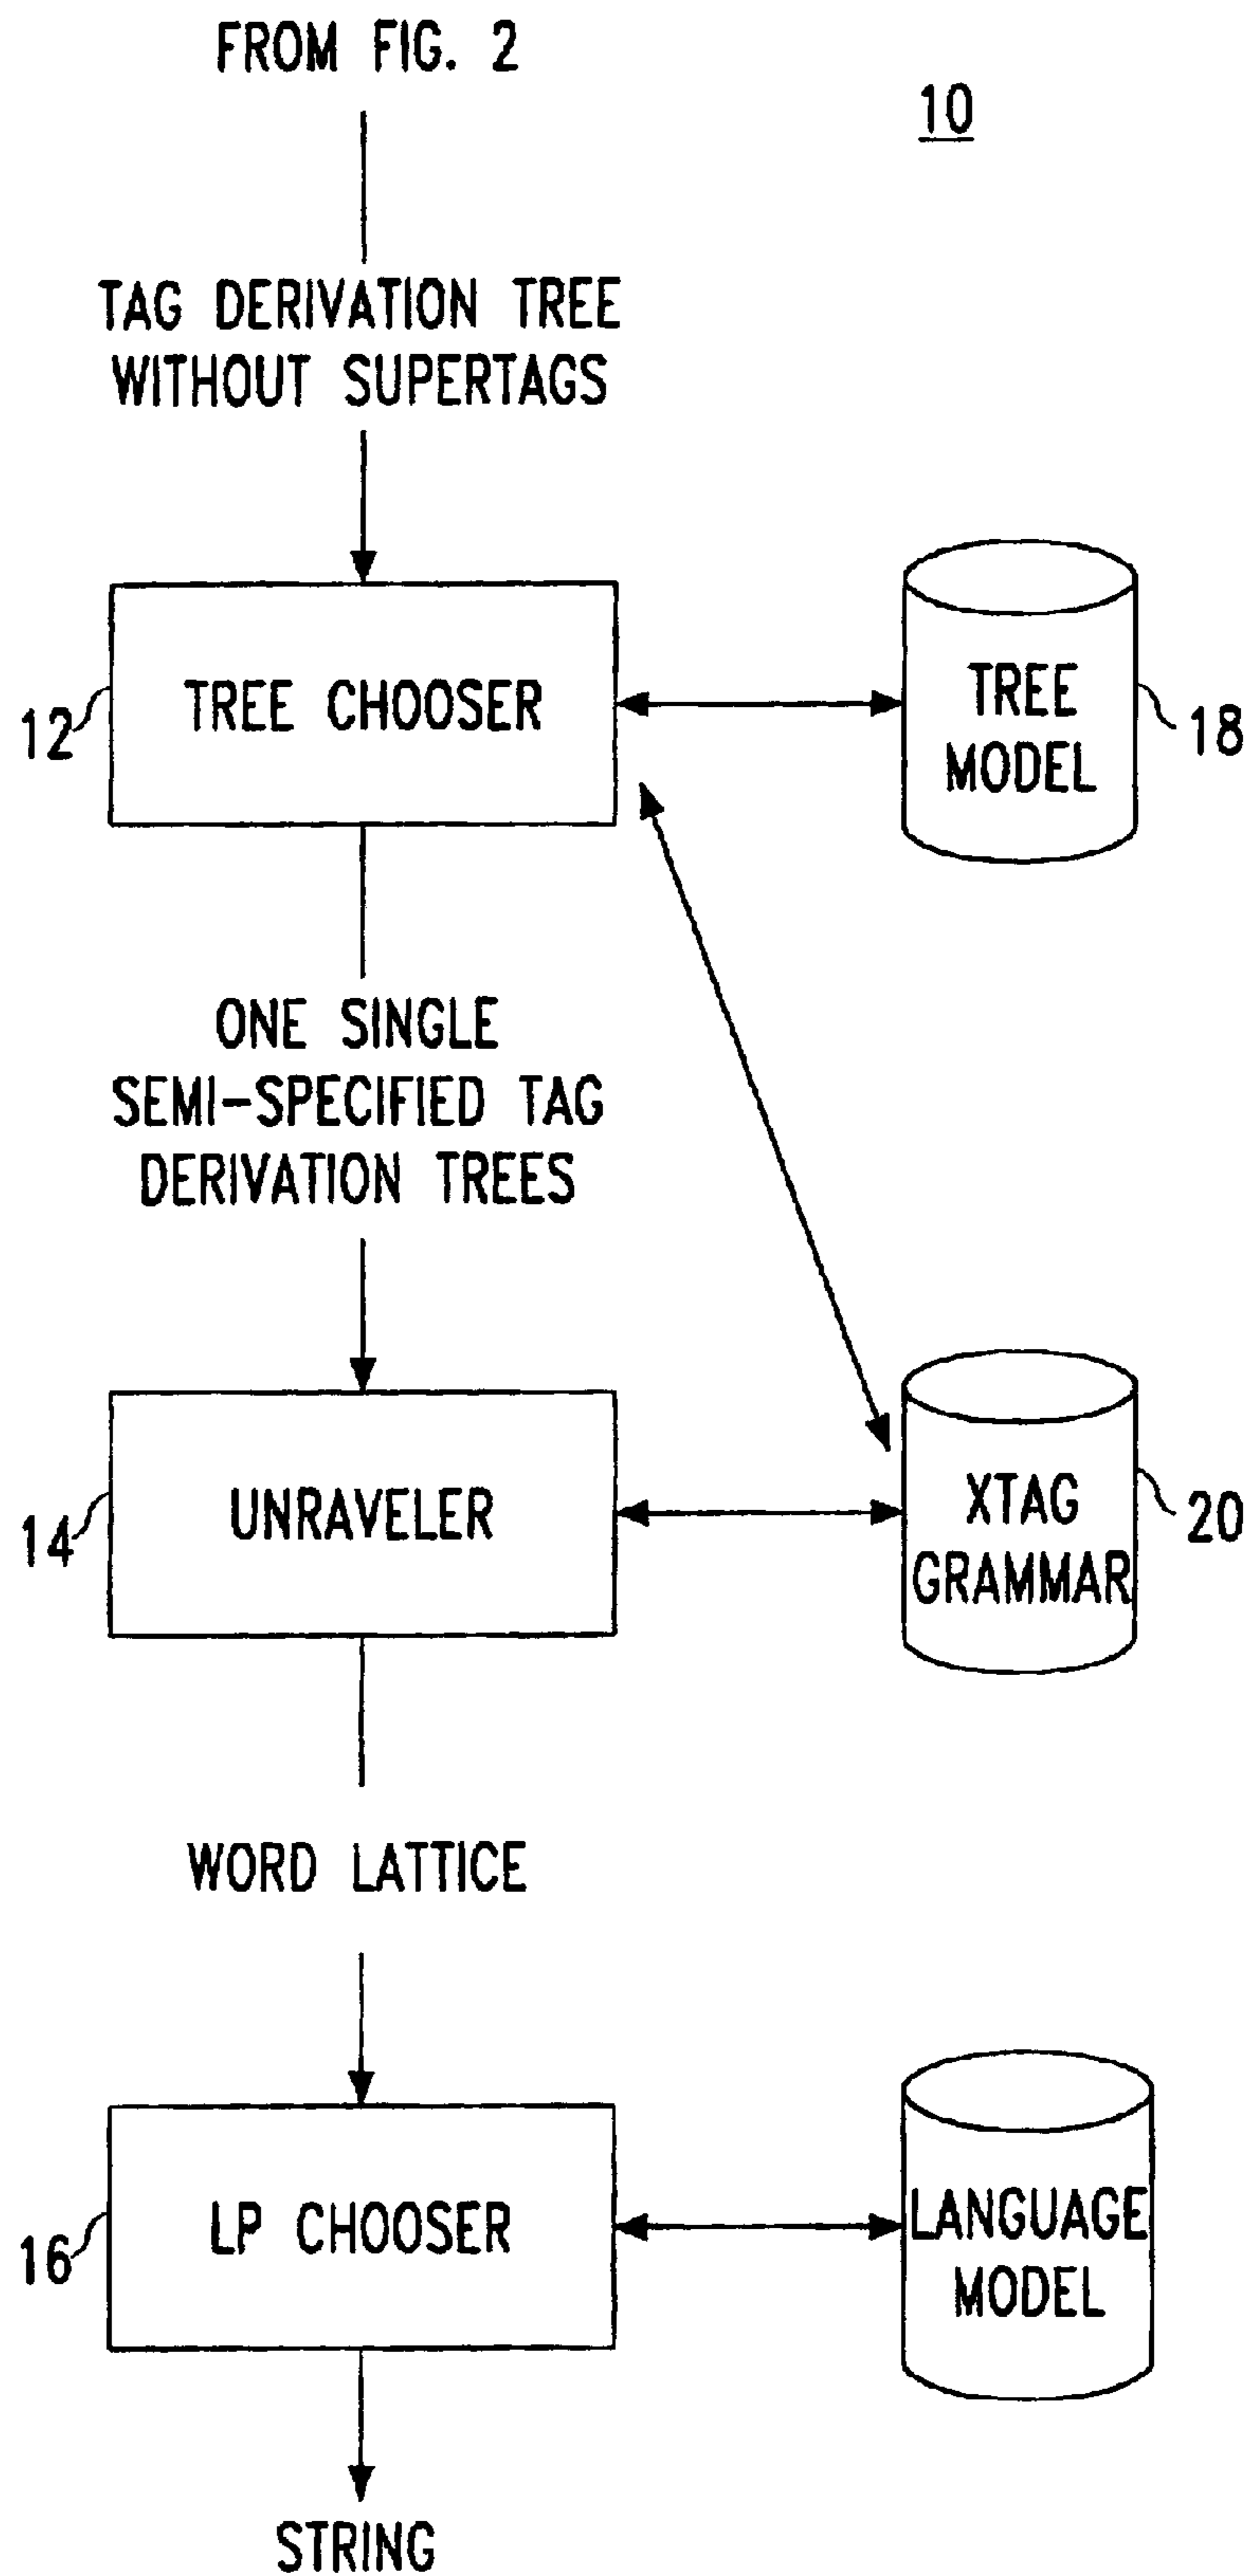 FROM FIG. 2
10
TAG DERIVATION TREE
WITHOUT SUPERTAGS
12
TREE CHOOSER
TREE
MODEL
18
ONE SINGLE
SEMI-SPECIFIED TAG
DERIVATION TREES
14
UNRAVELER
XTAG
GRAMMAR
20
WORD LATTICE
16
LP CHOOSER
LANGUAGE
MODEL
STRING